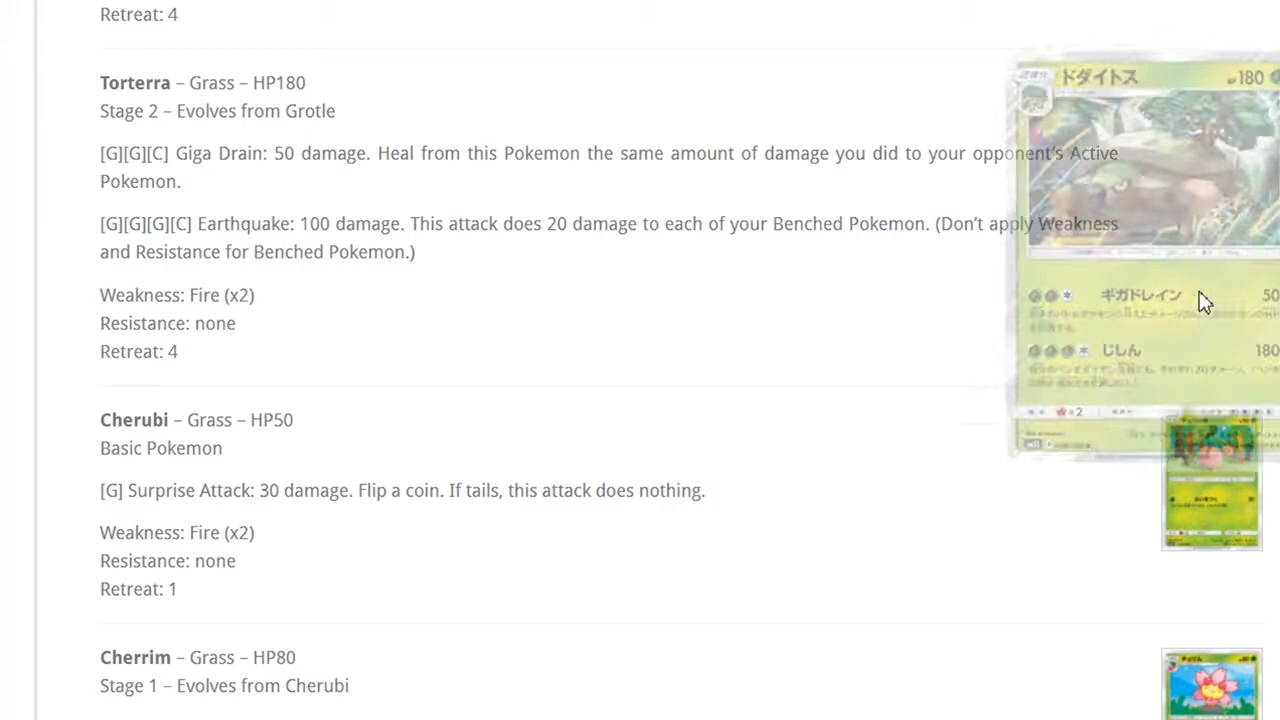 Retreat: 4
Torterra – Grass – HP180
Stage 2 – Evolves from Grotle
[G][G][C] Giga Drain: 50 damage. Heal from this Pokemon the same amount of damage you did to your opponent's Active
Pokemon.
[G][G][G][C] Earthquake: 100 damage. This attack does 20 damage to each of your Benched Pokemon. (Don't apply Weakness
and Resistance for Benched Pokemon.)
Weakness: Fire (x2)
Resistance: none
Retreat: 4
ドダイトス 180
ギガドレイン 50
じしん 180
×2
Cherubi – Grass – HP50
Basic Pokemon
[G] Surprise Attack: 30 damage. Flip a coin. If tails, this attack does nothing.
Weakness: Fire (x2)
Resistance: none
Retreat: 1
Cherrim – Grass – HP80
Stage 1 – Evolves from Cherubi